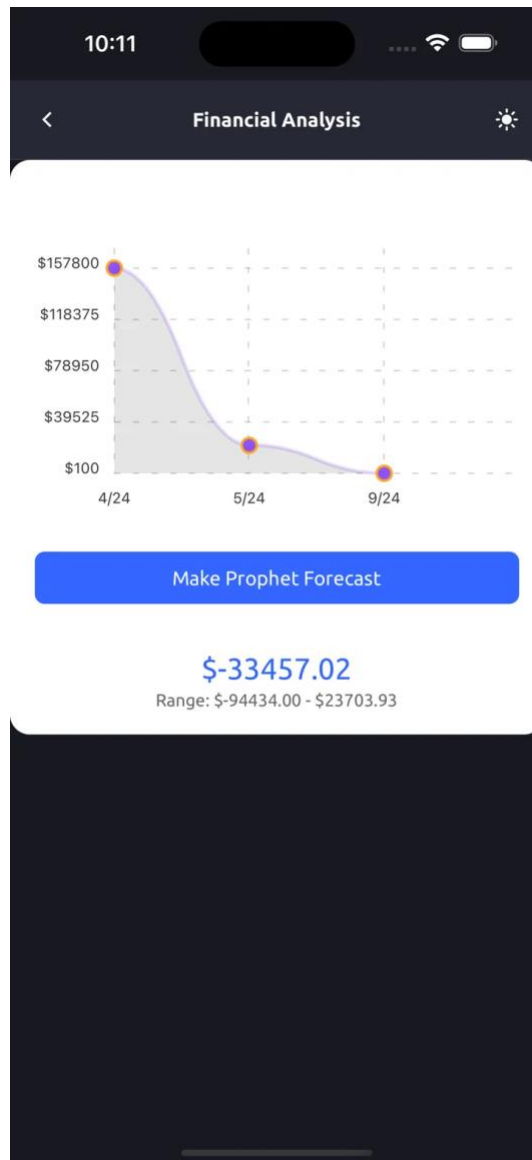 10:11
Financial Analysis
$157800
$118375
$78950
$39525
$100
4/24 5/24 9/24
Make Prophet Forecast
$-33457.02
Range: $-94434.00 - $23703.93